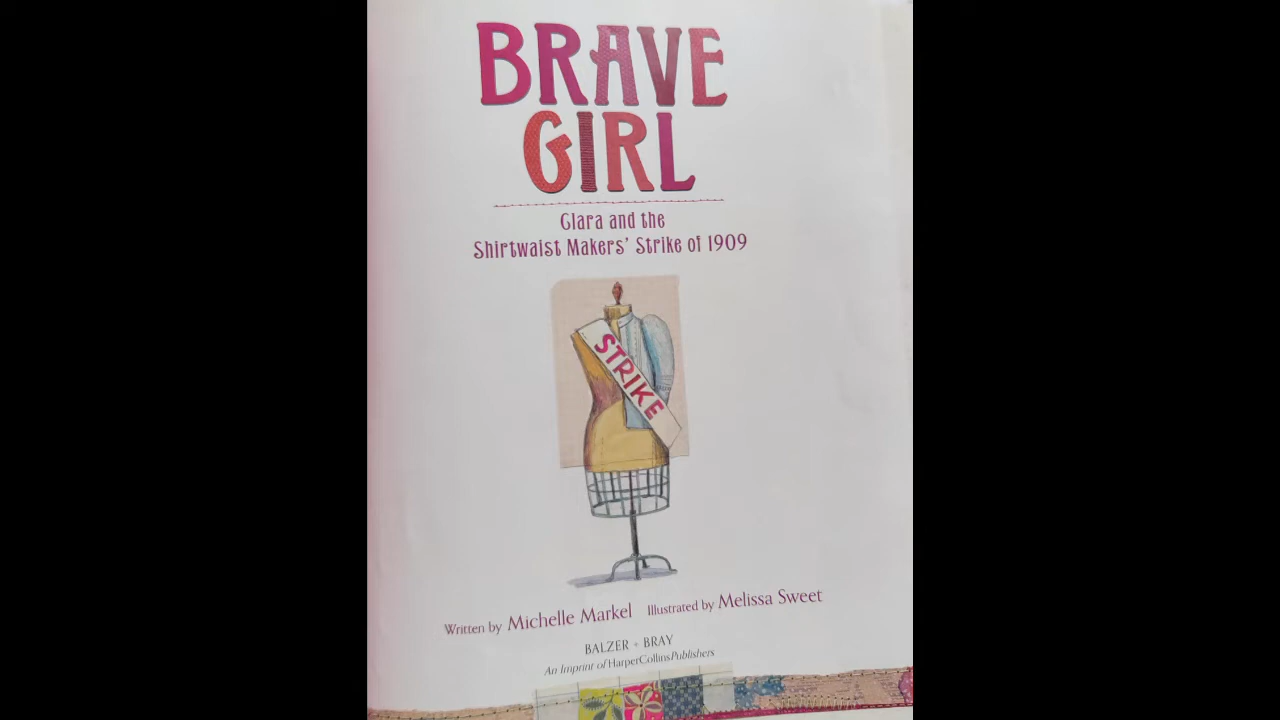 BRAVE
GIRL
Clara and the
Shirtwaist Makers' Strike of 1909
STRIKE
Written by Michelle Markel Illustrated by Melissa Sweet
BALZER + BRAY
An Imprint of HarperCollinsPublishers